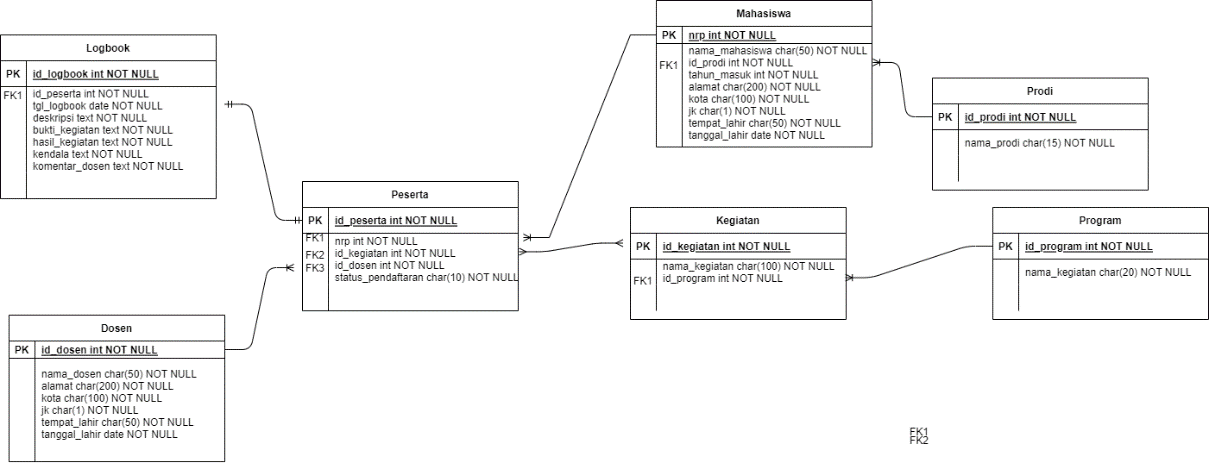 Logbook
PK id_logbook int NOT NULL
FK1 id_peserta int NOT NULL
tgl_logbook date NOT NULL
deskripsi text NOT NULL
bukti_kegiatan text NOT NULL
hasil_kegiatan text NOT NULL
kendala text NOT NULL
komentar_dosen text NOT NULL
Mahasiswa
PK nrp int NOT NULL
nama_mahasiswa char(50) NOT NULL
FK1 id_prodi int NOT NULL
tahun_masuk int NOT NULL
alamat char(200) NOT NULL
kota char(100) NOT NULL
jk char(1) NOT NULL
tempat_lahir char(50) NOT NULL
tanggal_lahir date NOT NULL
Prodi
PK id_prodi int NOT NULL
nama_prodi char(15) NOT NULL
Peserta
PK id_peserta int NOT NULL
FK1 nrp int NOT NULL
FK2 id_kegiatan int NOT NULL
FK3 id_dosen int NOT NULL
status_pendaftaran char(10) NOT NULL
Kegiatan
PK id_kegiatan int NOT NULL
nama_kegiatan char(100) NOT NULL
FK1 id_program int NOT NULL
Program
PK id_program int NOT NULL
nama_kegiatan char(20) NOT NULL
Dosen
PK id_dosen int NOT NULL
nama_dosen char(50) NOT NULL
alamat char(200) NOT NULL
kota char(100) NOT NULL
jk char(1) NOT NULL
tempat_lahir char(50) NOT NULL
tanggal_lahir date NOT NULL
FK1
FK2